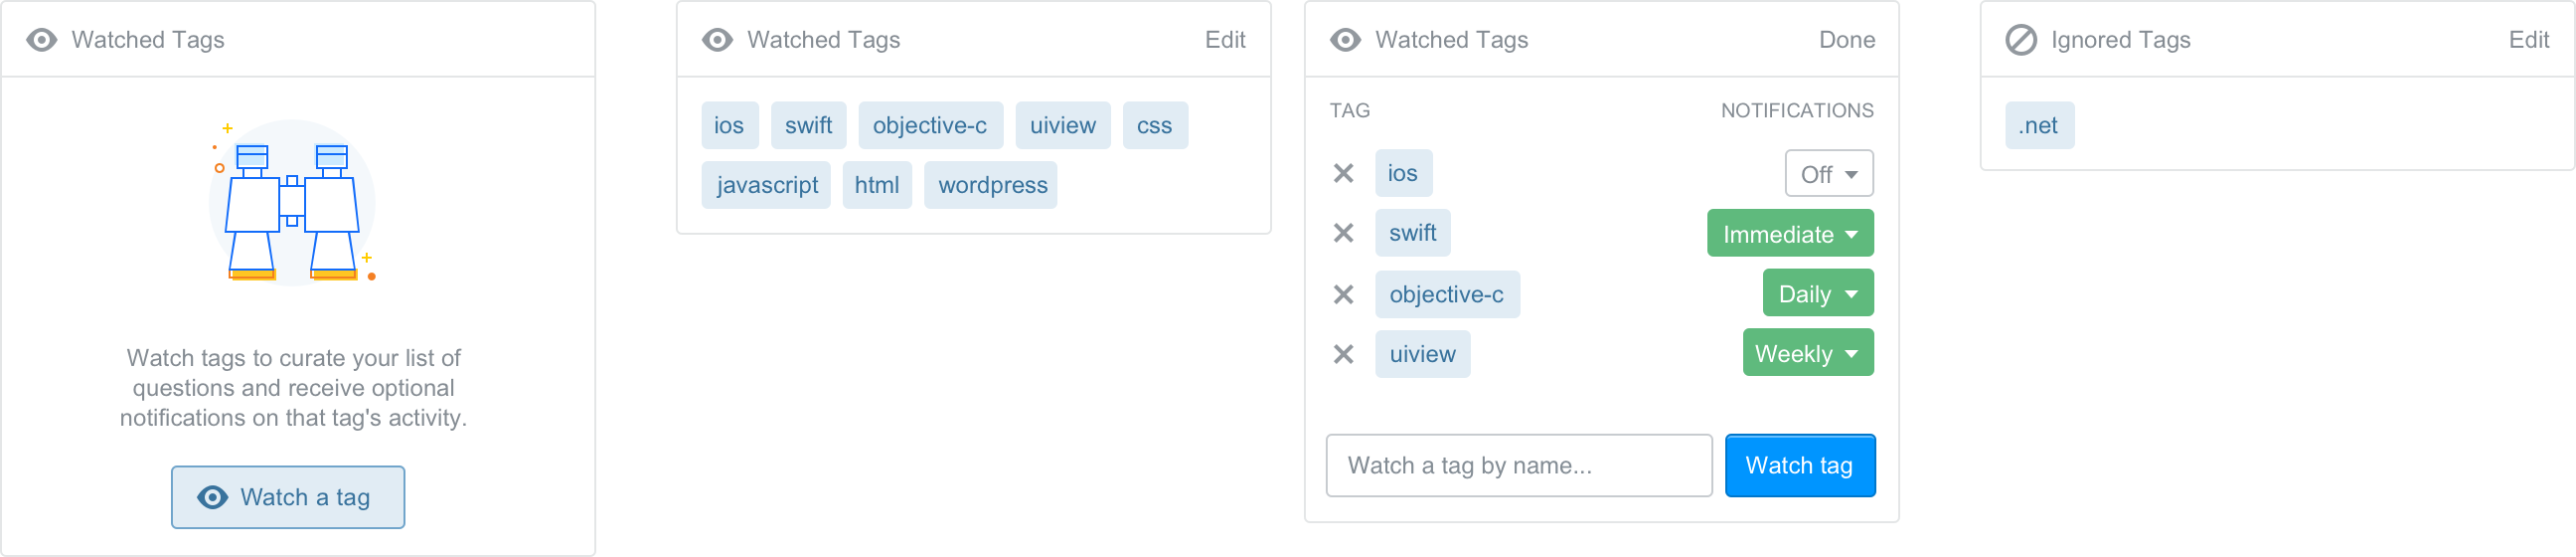 Watched Tags
Watch tags to curate your list of
questions and receive optional
notifications on that tag's activity.
Watch a tag
Watched Tags Edit
ios swift objective-c uiview css
javascript html wordpress
Watched Tags Done
TAG NOTIFICATIONS
ios Off
swift Immediate
objective-c Daily
uiview Weekly
Watch a tag by name... Watch tag
Ignored Tags Edit
.net